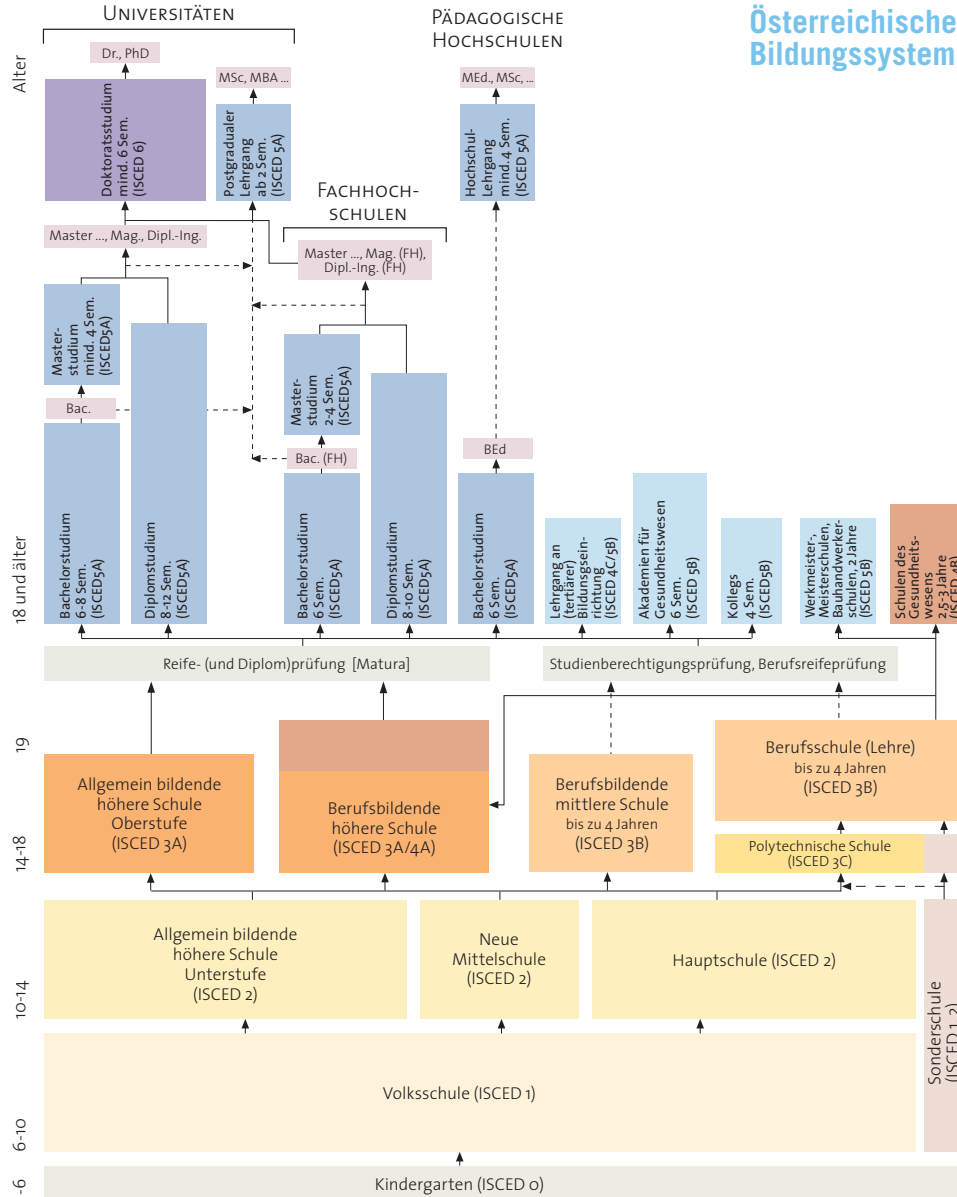 Österreichische
Bildungssystem
UNIVERSITÄTEN
PÄDAGOGISCHE
HOCHSCHULEN
Alter
Dr., PhD
MSc, MBA ...
MEd., MSc, ...
Doktoratsstudium
mind. 6 Sem.
(ISCED 6)
Postgradualer
Lehrgang
ab 2 Sem.
(ISCED 5A)
Hochschul-
Lehrgang
mind. 4 Sem.
(ISCED 5A)
FACHHOCH-
SCHULEN
Master ..., Mag., Dipl.-Ing.
Master ..., Mag. (FH),
Dipl.-Ing. (FH)
Master-
studium
mind. 4 Sem.
(ISCED5A)
Master-
studium
2-4 Sem.
(ISCED5A)
Bac.
Bac. (FH)
BEd
18 und älter
Bachelorstudium
6-8 Sem.
(ISCED5A)
Diplomstudium
8-12 Sem.
(ISCED5A)
Bachelorstudium
6 Sem.
(ISCED5A)
Diplomstudium
8-10 Sem.
(ISCED5A)
Bachelorstudium
6 Sem.
(ISCED5A)
Lehrgang an
(tertiärer)
Bildunsgsein-
richtung
(ISCED 4C/5B)
Akademien für
Gesundheitswesen
6 Sem.
(ISCED 5B)
Kollegs
4 Sem.
(ISCED5B)
Werkmeister-,
Meisterschulen,
Bauhandwerker-
schulen, 2 Jahre
(ISCED 5B)
Schulen des
Gesundheits-
wesens
2,5-3 Jahre
(ISCED 4B)
Reife- (und Diplom)prüfung [Matura]
Studienberechtigungsprüfung, Berufsreifeprüfung
19
14-18
Allgemein bildende
höhere Schule
Oberstufe
(ISCED 3A)
Berufsbildende
höhere Schule
(ISCED 3A/4A)
Berufsbildende
mittlere Schule
bis zu 4 Jahren
(ISCED 3B)
Berufsschule (Lehre)
bis zu 4 Jahren
(ISCED 3B)
Polytechnische Schule
(ISCED 3C)
10-14
Allgemein bildende
höhere Schule
Unterstufe
(ISCED 2)
Neue
Mittelschule
(ISCED 2)
Hauptschule (ISCED 2)
Sonderschule
(ISCED 1, 2)
6-10
Volksschule (ISCED 1)
-6
Kindergarten (ISCED 0)